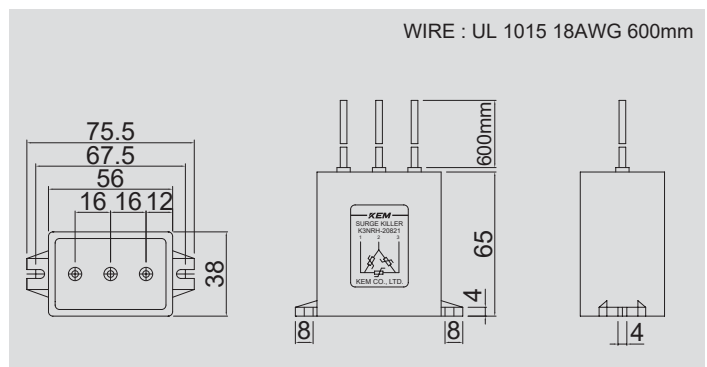 WIRE : UL 1015 18AWG 600mm
75.5
67.5
56
16 16 12
38
600mm
65
4
8
8
4
KEM
SURGE KILLER
K3NRH-20821
1 2 3
KEM CO., LTD.